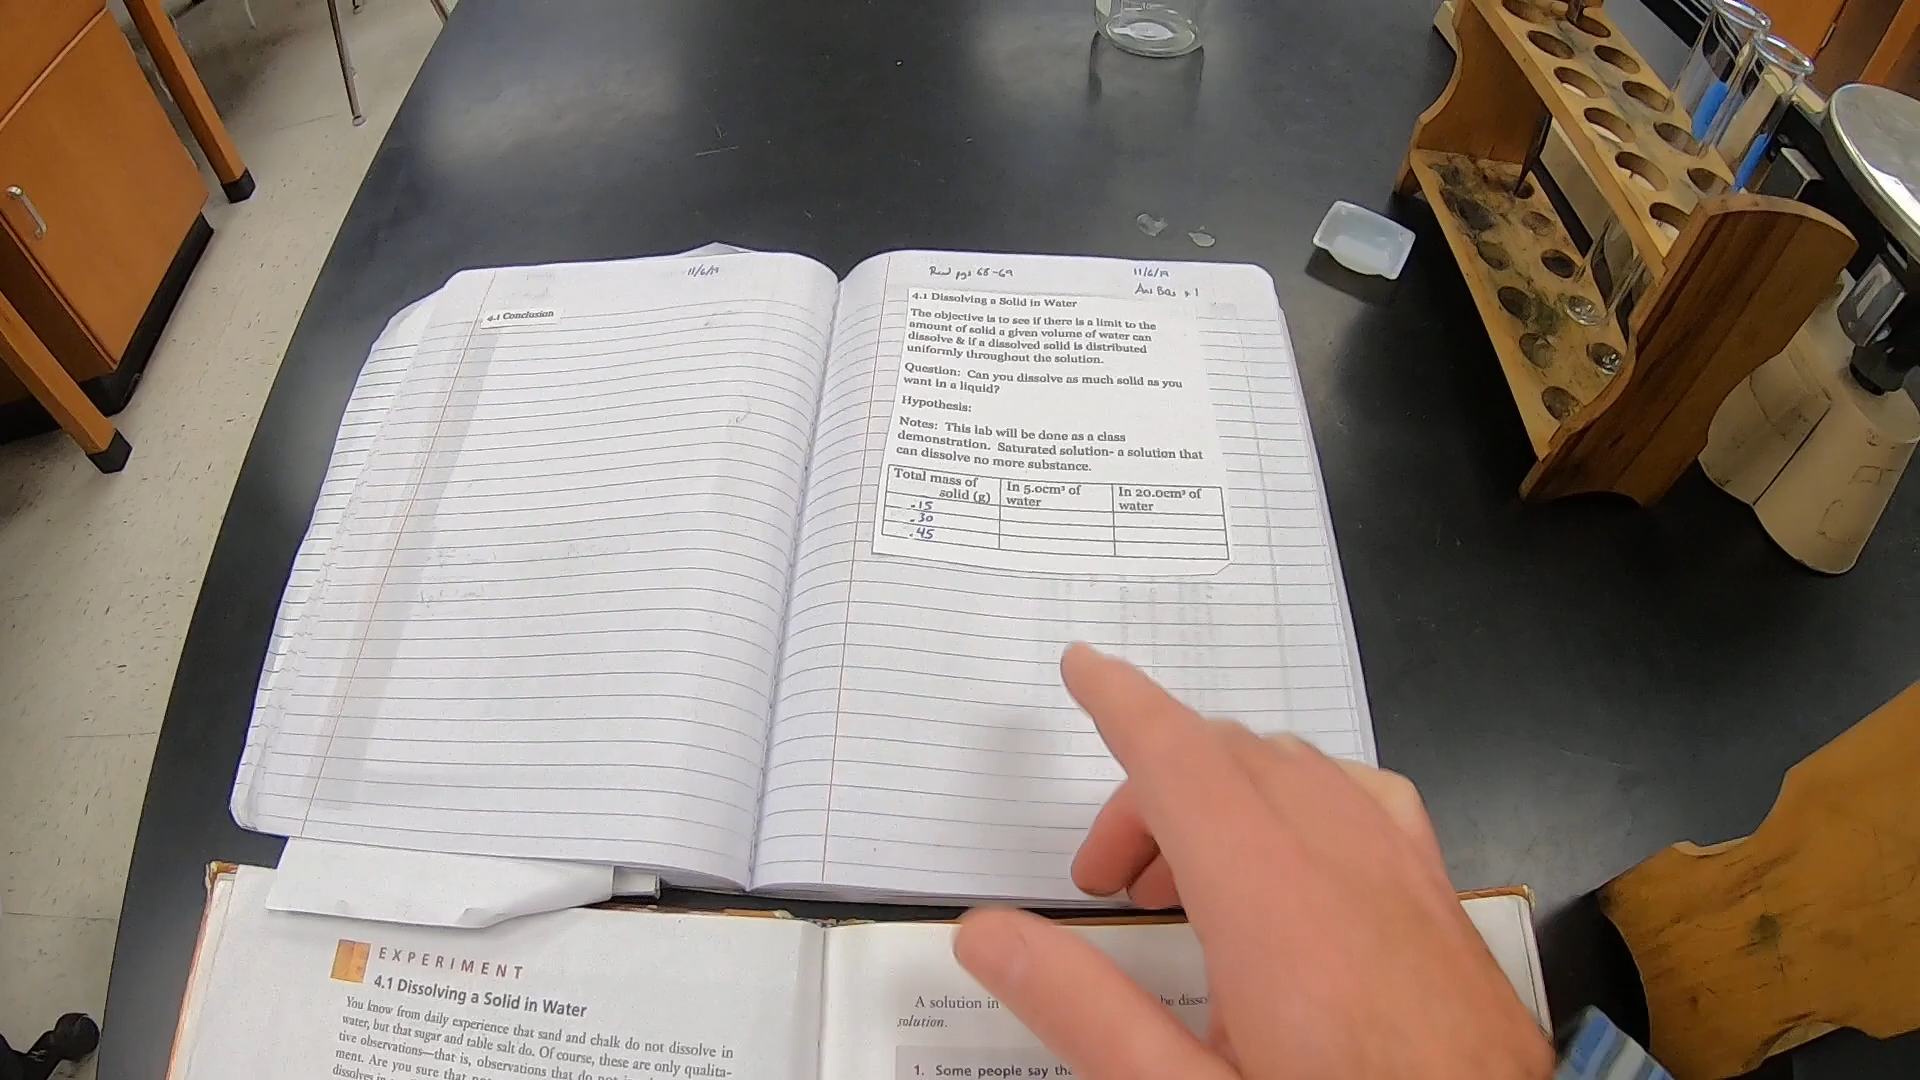 11/6/19
4.1 Conclusion
Read pgs 68-69
11/6/19
4.1 Dissolving a Solid in Water
The objective is to see if there is a limit to the
amount of solid a given volume of water can
dissolve & if a dissolved solid is distributed
uniformly throughout the solution.
Question: Can you dissolve as much solid as you
want in a liquid?
Hypothesis:
Notes: This lab will be done as a class
demonstration. Saturated solution- a solution that
can dissolve no more substance.
Total mass of
solid (g)
In 5.0cm³ of
water
In 20.0cm³ of
water
.15
.30
.45
EXPERIMENT
4.1 Dissolving a Solid in Water
You know from daily experience that sand and chalk do not dissolve in
water, but that sugar and table salt do. Of course, these are only qualita-
tive observations—that is, observations that do
ment. Are you sure that
dissolves in
A solution in
solution.
1. Some people say